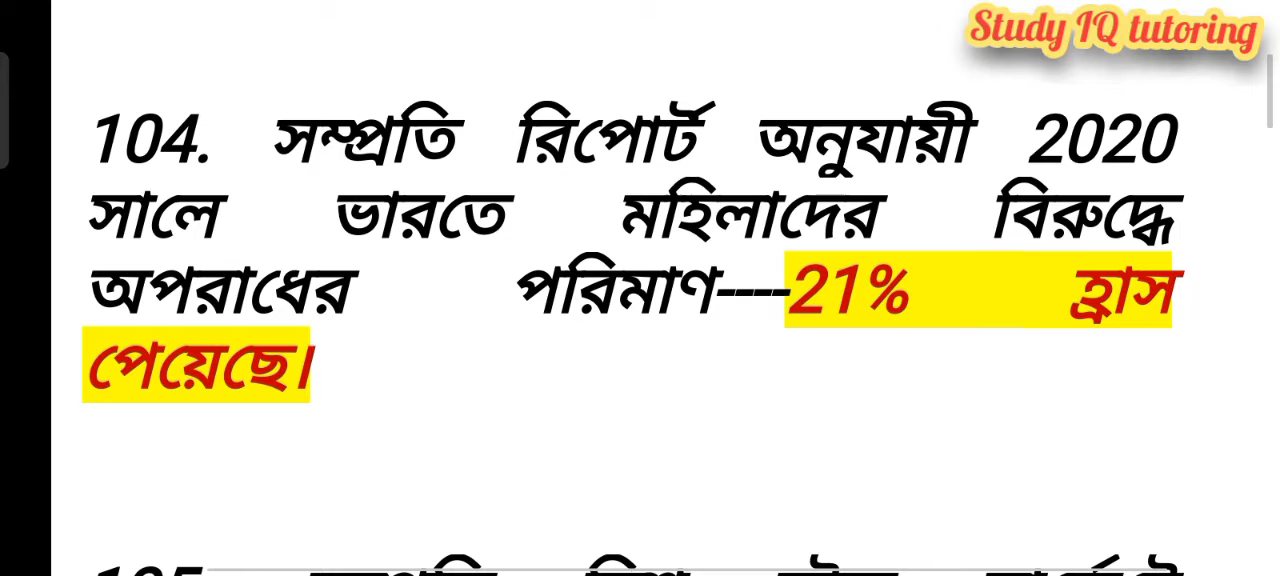 Study IQ tutoring
104. সম্প্রতি রিপোর্ট অনুযায়ী 2020
সালে ভারতে মহিলাদের বিরুদ্ধে
অপরাধের পরিমাণ----21% হ্রাস
পেয়েছে।